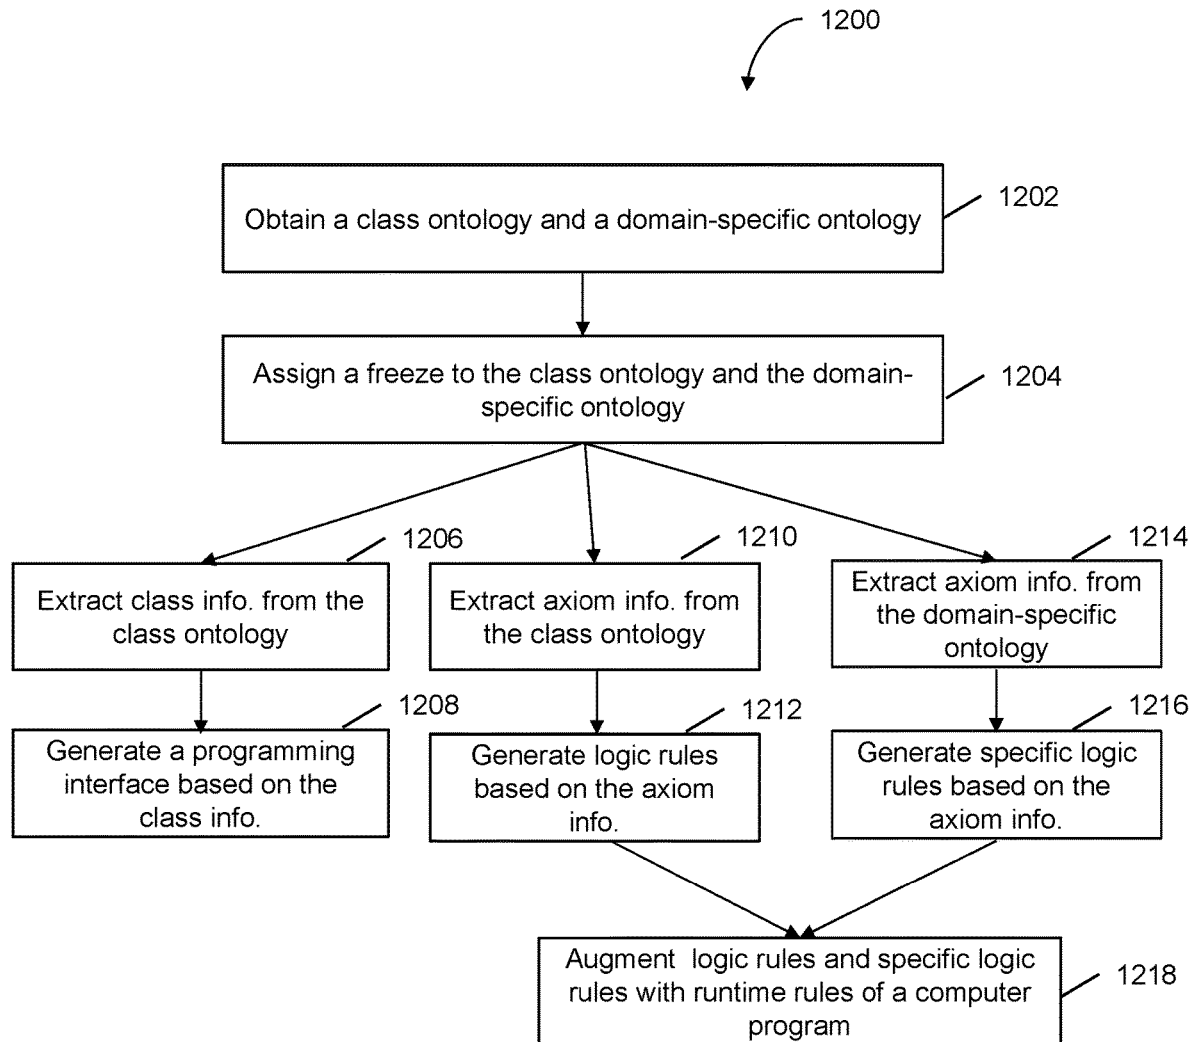 1200
Obtain a class ontology and a domain-specific ontology
1202
Assign a freeze to the class ontology and the domain-
specific ontology
1204
1206
Extract class info. from the
class ontology
1210
Extract axiom info. from
the class ontology
1214
Extract axiom info. from
the domain-specific
ontology
1208
Generate a programming
interface based on the
class info.
1212
Generate logic rules
based on the axiom
info.
1216
Generate specific logic
rules based on the
axiom info.
Augment logic rules and specific logic
rules with runtime rules of a computer
program
1218